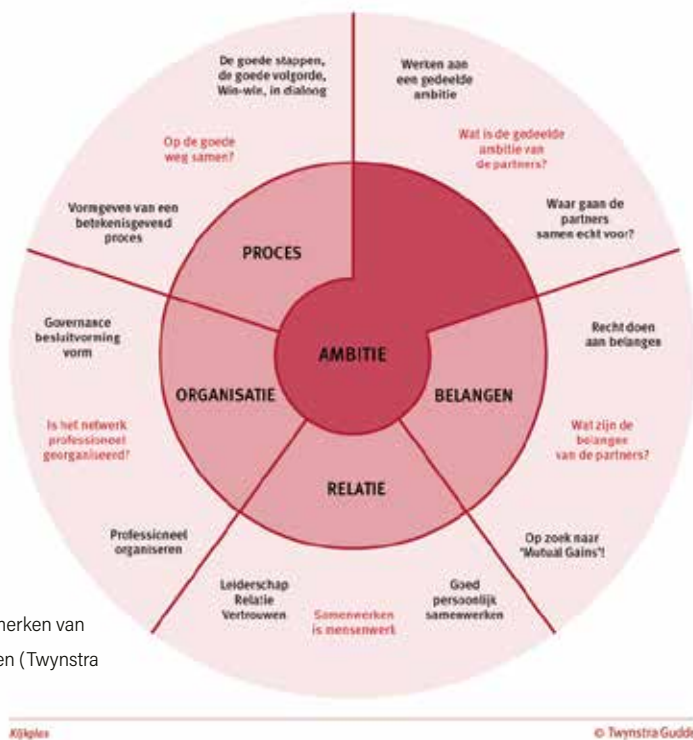 De goede stappen,
de goede volgorde,
Win-win, in dialoog
Op de goede
weg samen?
Vormgeven van een
betekenisgevend
proces
PROCES
Werken aan
een gedeelde
ambitie
Wat is de gedeelde
ambitie van
de partners?
Waar gaan de
partners
samen echt voor?
AMBITIE
Governance
besluitvorming
vorm
Is het netwerk
professioneel
georganiseerd?
Professioneel
organiseren
ORGANISATIE
BELANGEN
Recht doen
aan belangen
Wat zijn de
belangen
van de partners?
Op zoek naar
'Mutual Gains'!
RELATIE
Leiderschap
Relatie
Vertrouwen
Samenwerken
is mensenwerk
Goed
persoonlijk
samenwerken
merken van
en (Twynstra
Kijkglas
© Twynstra Gudde